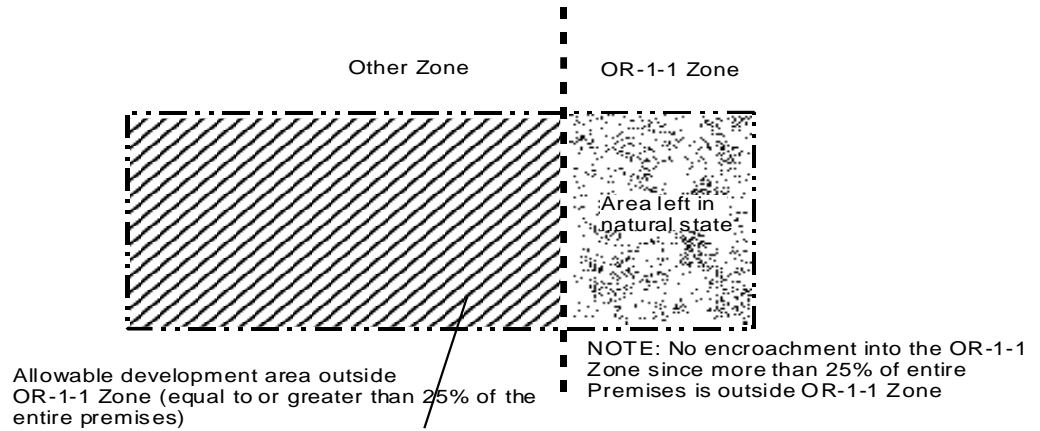 Other Zone
OR-1-1 Zone
Area left in
natural state
Allowable development area outside
OR-1-1 Zone (equal to or greater than 25% of the
entire premises)
NOTE: No encroachment into the OR-1-1
Zone since more than 25% of entire
Premises is outside OR-1-1 Zone